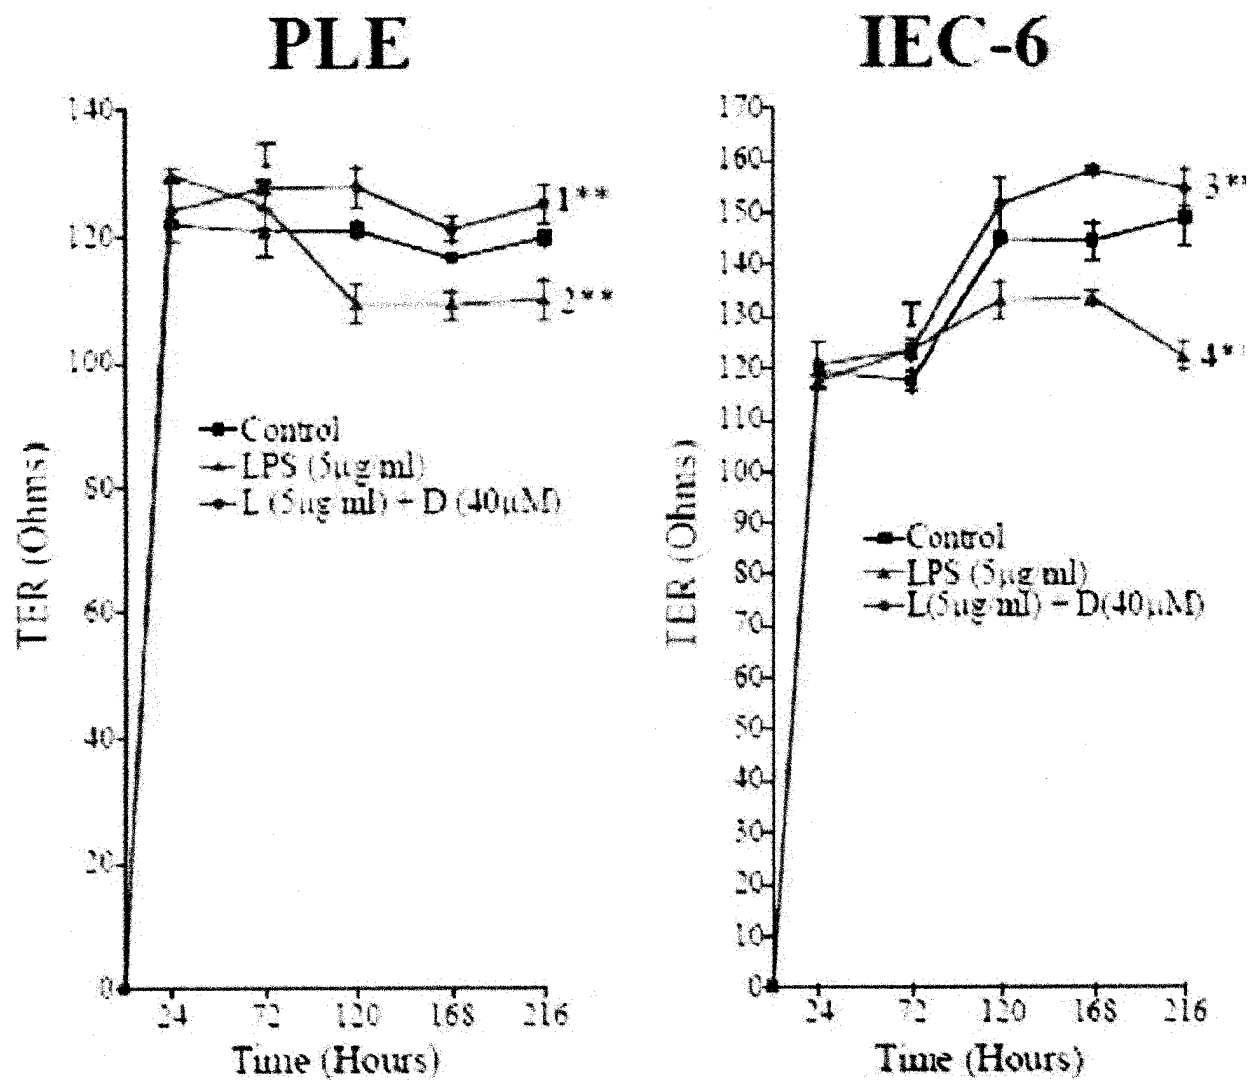 PLE
140
T
120
1**
2**
100
Control
LPS (5µg/ml)
L (5µg/ml) + D (40µM)
80
60
40
20
0
24 72 120 168 216
TER (Ohms)
Time (Hours)
IEC-6
170
160
3**
150
140
130
T
120
4*
110
100
90
Control
LPS (5µg/ml)
L(5µg/ml) + D(40µM)
80
70
60
50
40
30
20
10
0
24 72 120 168 216
TER (Ohms)
Time (Hours)